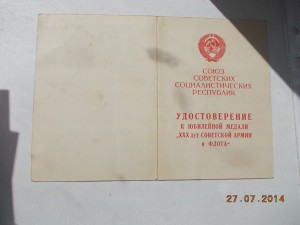 СОЮЗ
СОВЕТСКИХ
СОЦИАЛИСТИЧЕСКИХ
РЕСПУБЛИК
УДОСТОВЕРЕНИЕ
К ЮБИЛЕЙНОЙ МЕДАЛИ
„XXX лет СОВЕТСКОЙ АРМИИ
и ФЛОТА“
27.07.2014